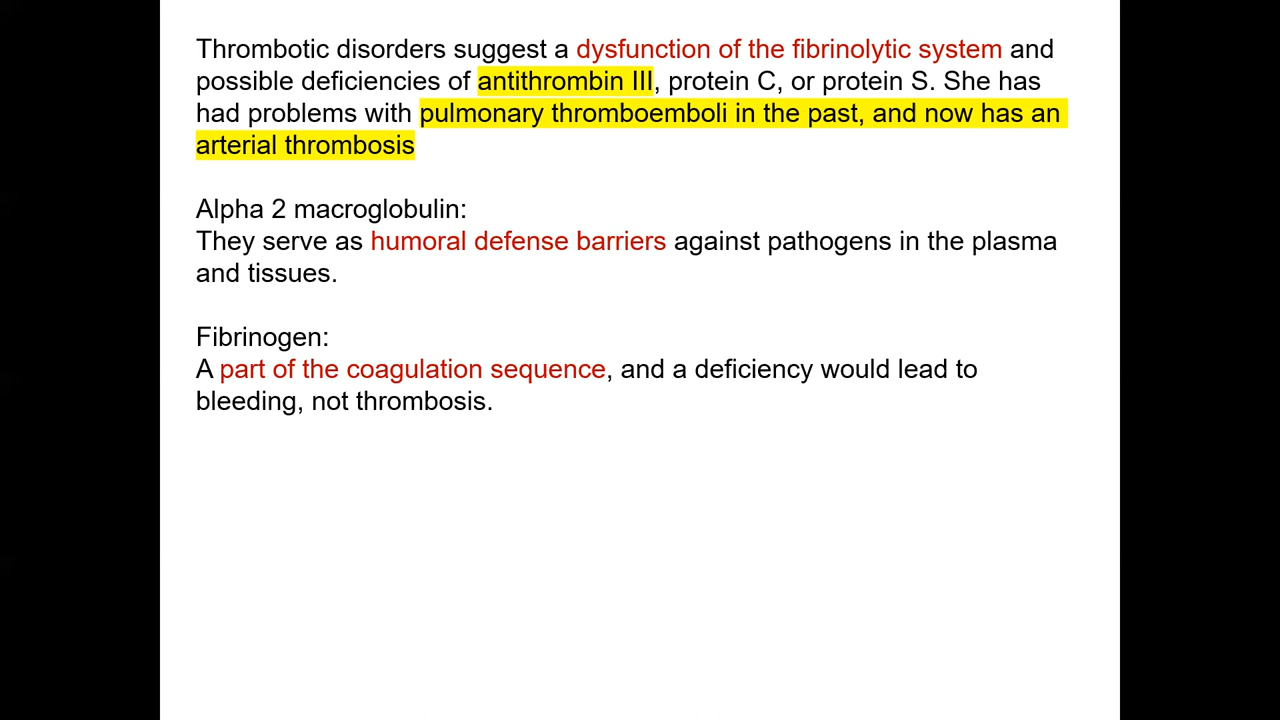 Thrombotic disorders suggest a dysfunction of the fibrinolytic system and
possible deficiencies of antithrombin III, protein C, or protein S. She has
had problems with pulmonary thromboemboli in the past, and now has an
arterial thrombosis
Alpha 2 macroglobulin:
They serve as humoral defense barriers against pathogens in the plasma
and tissues.
Fibrinogen:
A part of the coagulation sequence, and a deficiency would lead to
bleeding, not thrombosis.